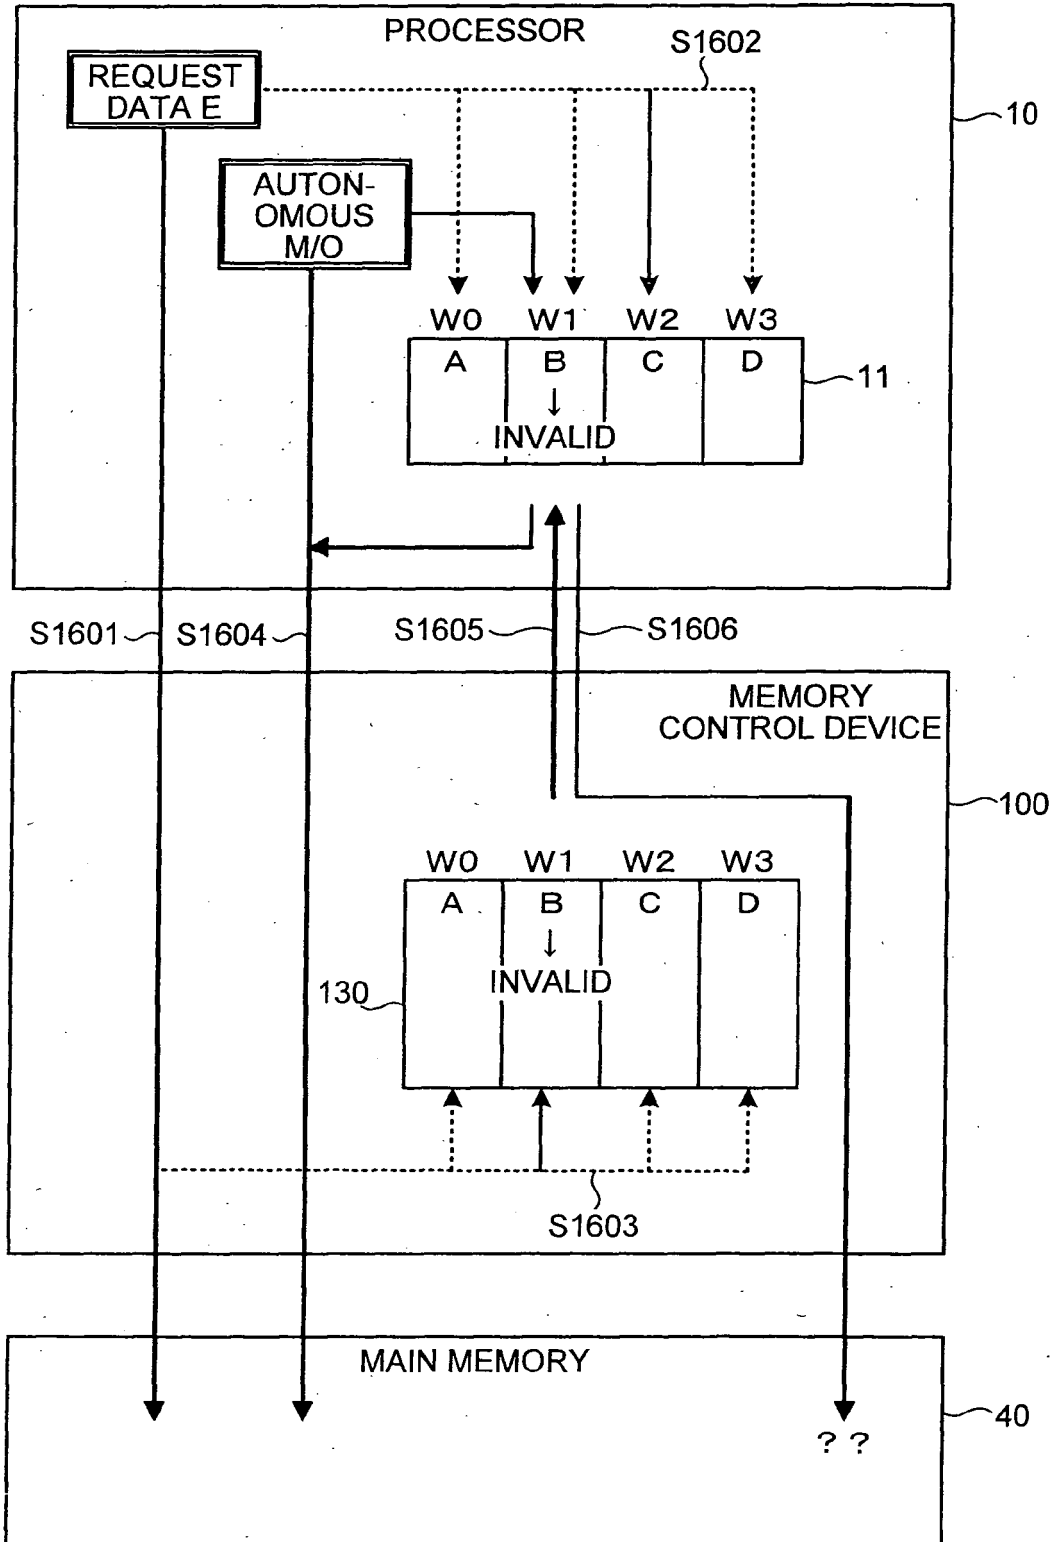 PROCESSOR
S1602
REQUEST
DATA E
10
AUTON-
OMOUS
M/O
W0 W1 W2 W3
A B C D
11
↓
INVALID
S1601 S1604 S1605 S1606
MEMORY
CONTROL DEVICE
100
W0 W1 W2 W3
A B C D
↓
INVALID
130
S1603
MAIN MEMORY
40
? ?